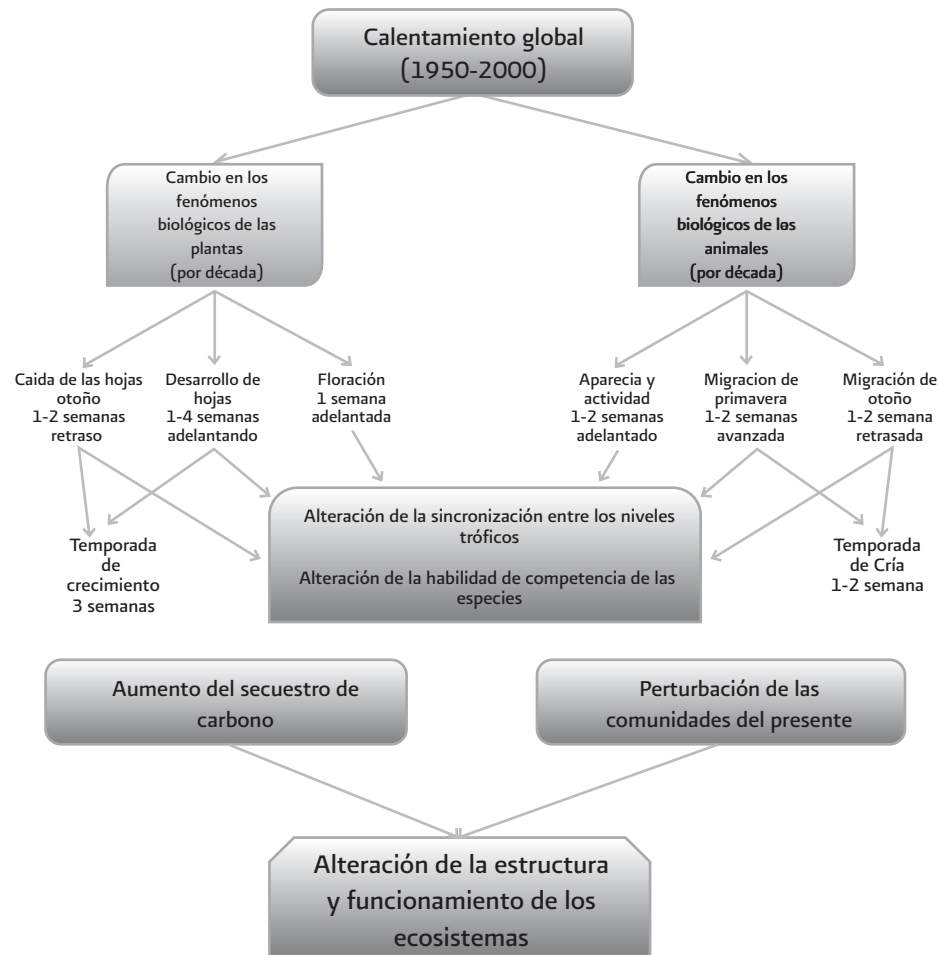 Calentamiento global
(1950-2000)
Cambio en los
fenómenos
biológicos de las
plantas
(por década)
Cambio en los
fenómenos
biológicos de los
animales
(por década)
Caida de las hojas
otoño
1-2 semanas
retraso
Desarrollo de
hojas
1-4 semanas
adelantando
Floración
1 semana
adelantada
Aparecia y
actividad
1-2 semanas
adelantado
Migracion de
primavera
1-2 semanas
avanzada
Migración de
otoño
1-2 semana
retrasada
Alteración de la sincronización entre los niveles
tróficos
Alteración de la habilidad de competencia de las
especies
Temporada
de
crecimiento
3 semanas
Temporada
de Cría
1-2 semana
Aumento del secuestro de
carbono
Perturbación de las
comunidades del presente
Alteración de la estructura
y funcionamiento de los
ecosistemas